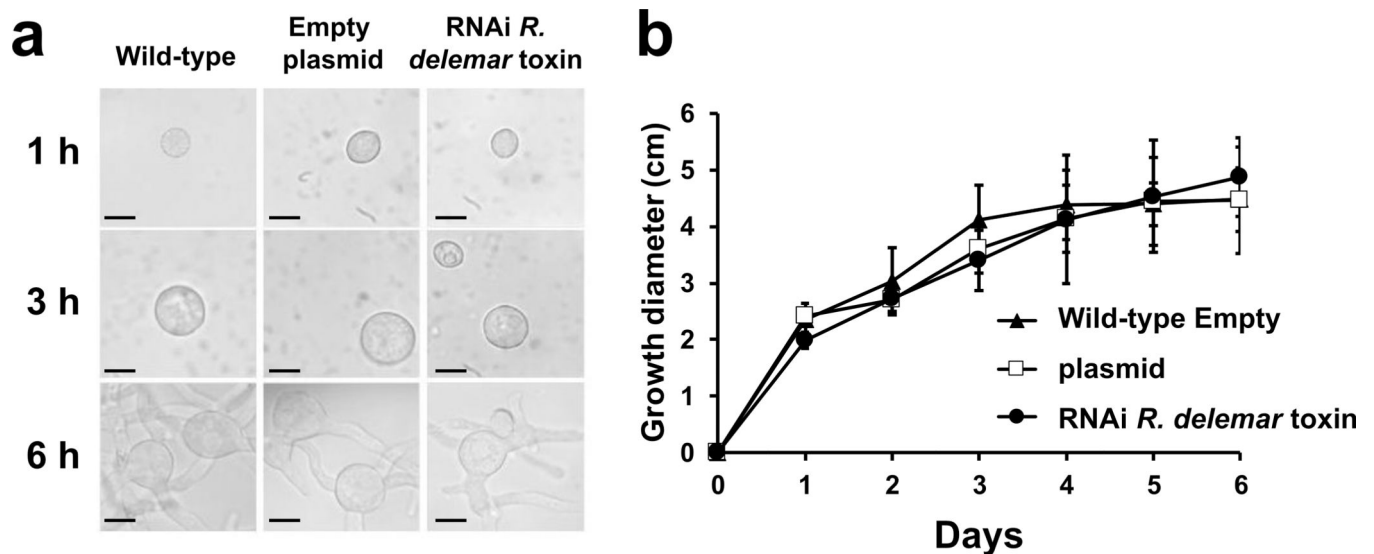 a
Wild-type
Empty
plasmid
RNAi R.
delemar toxin
1 h
3 h
6 h
b
Growth diameter (cm)
6
5
4
3
2
1
0
0 1 2 3 4 5 6
Days
Wild-type Empty
plasmid
RNAi R. delemar toxin